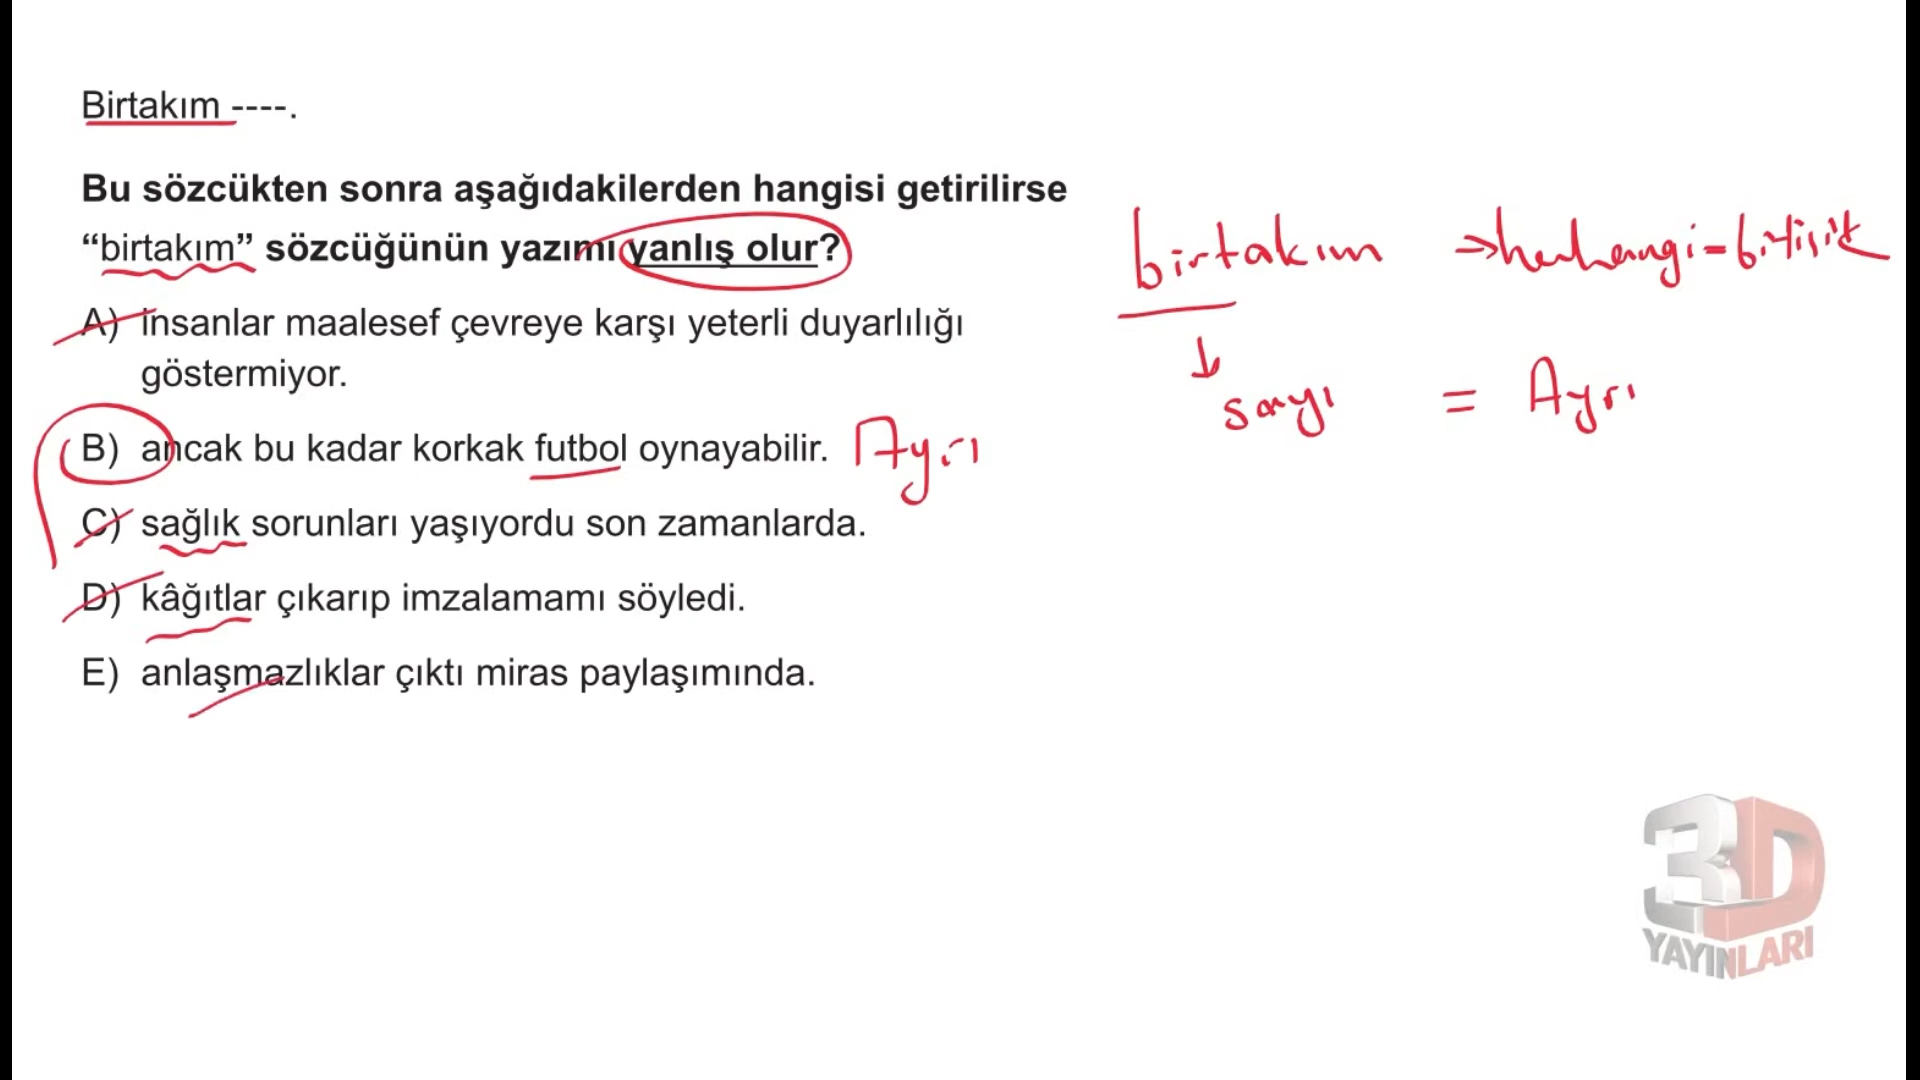 Birtakım ----.
Bu sözcükten sonra aşağıdakilerden hangisi getirilirse
“birtakım” sözcüğünün yazımı yanlış olur?
A) insanlar maalesef çevreye karşı yeterli duyarlılığı
göstermiyor.
B) ancak bu kadar korkak futbol oynayabilir. Ayrı
C) sağlık sorunları yaşıyordu son zamanlarda.
D) kâğıtlar çıkarıp imzalamamı söyledi.
E) anlaşmazlıklar çıktı miras paylaşımında.
birtakım → herhangi = bitişik
↓
sayı = Ayrı
3D
YAYINLARI